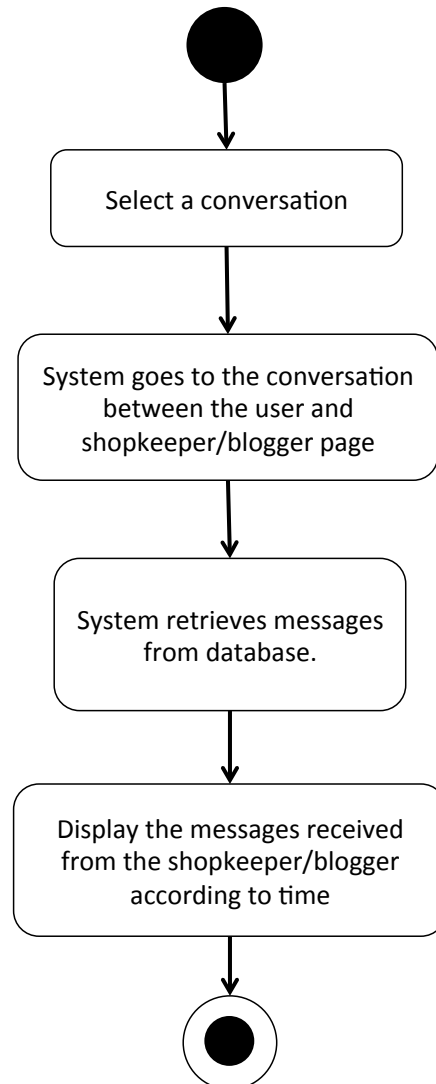 Select a conversation
System goes to the conversation
between the user and
shopkeeper/blogger page
System retrieves messages
from database.
Display the messages received
from the shopkeeper/blogger
according to time